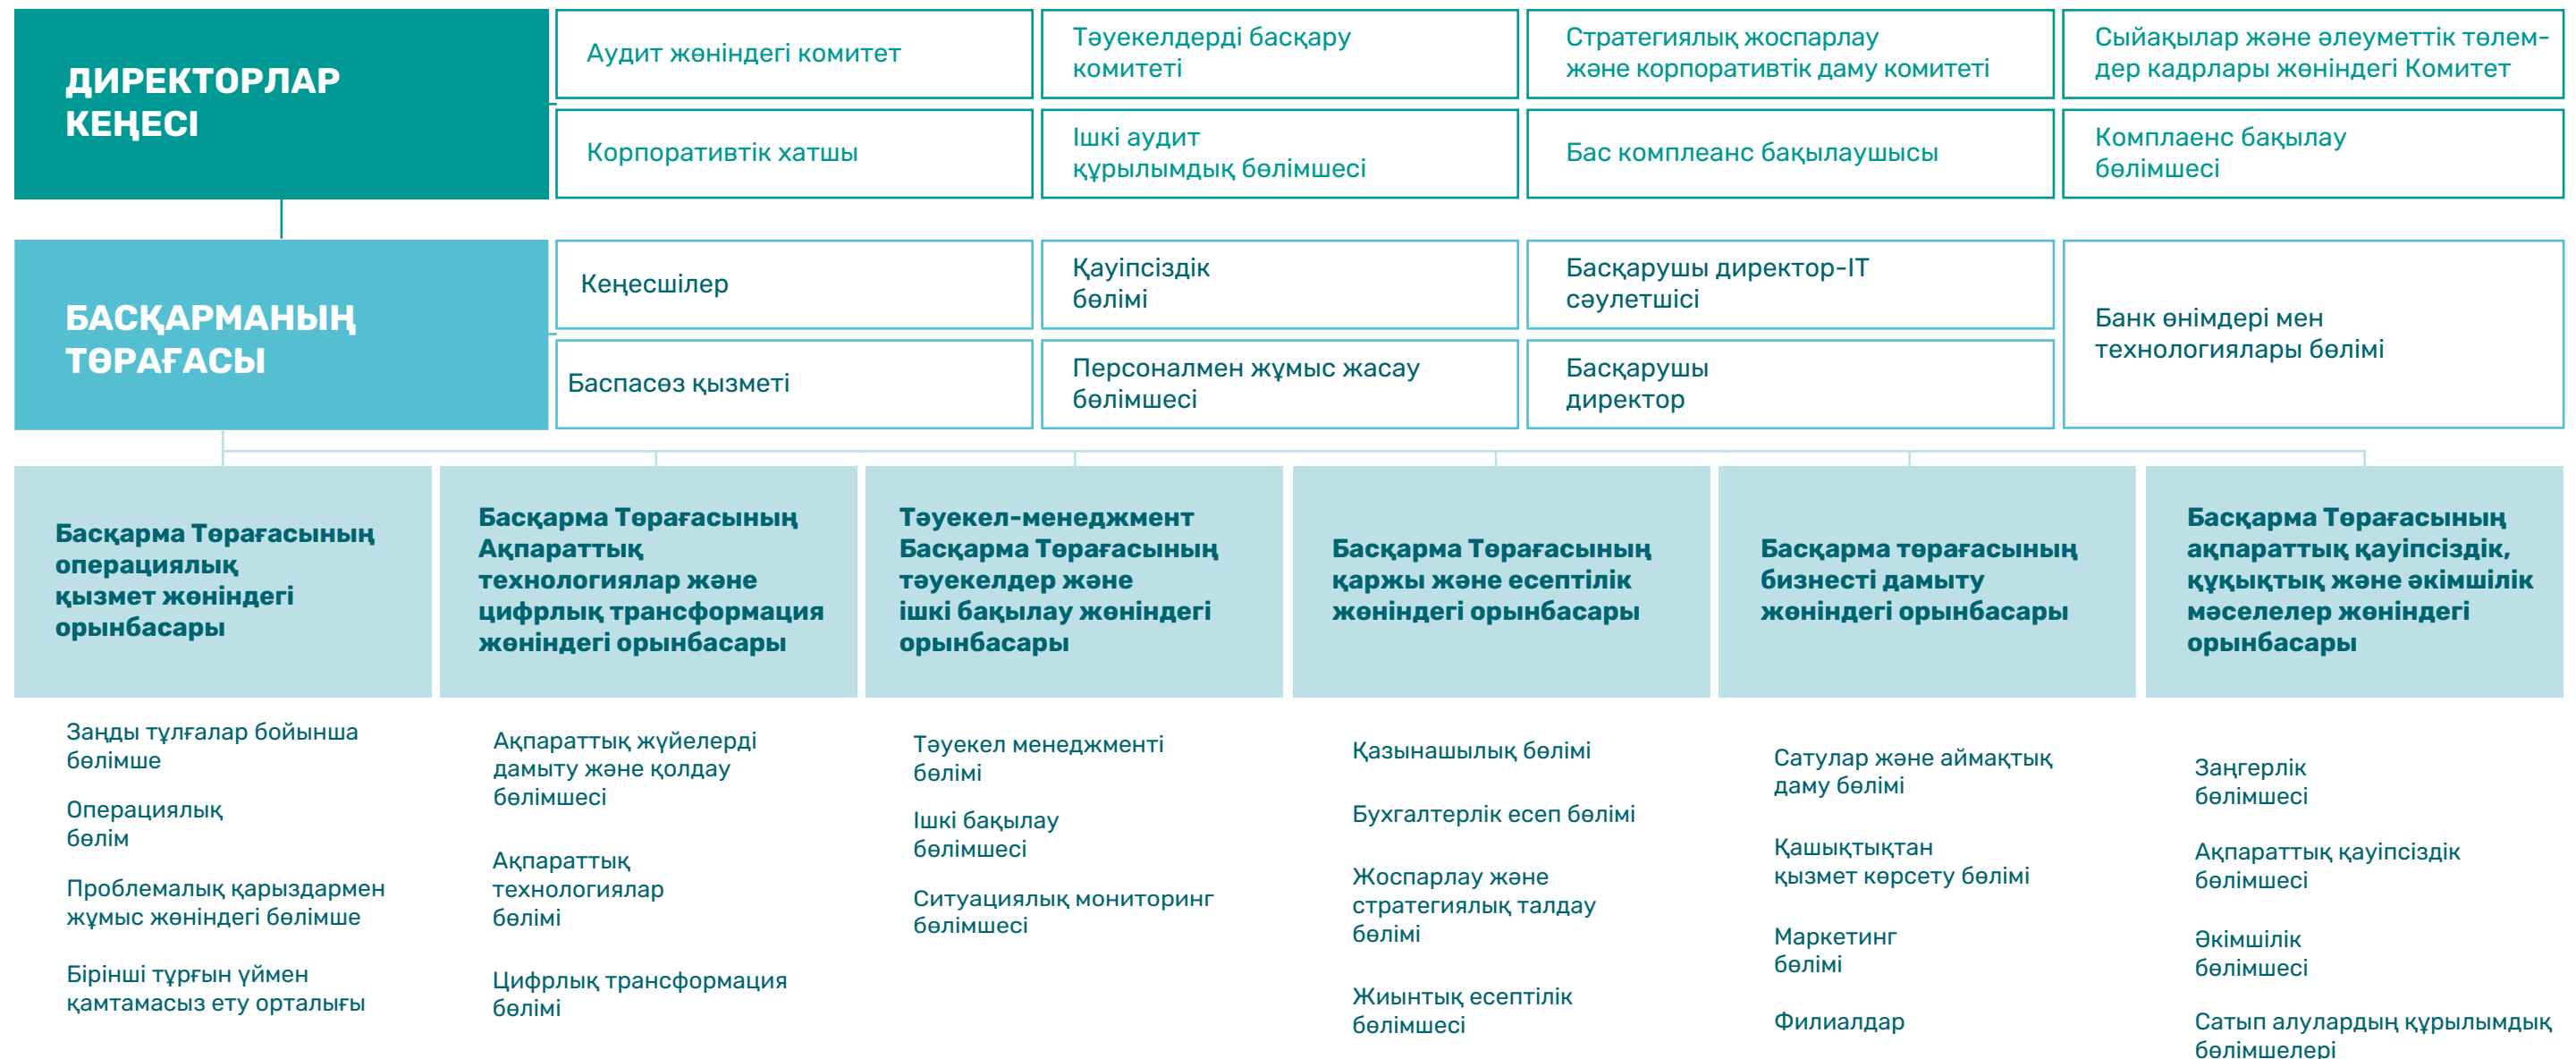 ДИРЕКТОРЛАР
КЕҢЕСІ
Аудит жөніндегі комитет
Тәуекелдерді басқару
комитеті
Стратегиялық жоспарлау
және корпоративтік даму комитеті
Сыйақылар және әлеуметтік төлем-
дер кадрлары жөніндегі Комитет
Корпоративтік хатшы
Ішкі аудит
құрылымдық бөлімшесі
Бас комплеанс бақылаушысы
Комплаенс бақылау
бөлімшесі
БАСҚАРМАНЫҢ
ТӨРАҒАСЫ
Кеңесшілер
Қауіпсіздік
бөлімі
Басқарушы директор-IT
сәулетшісі
Банк өнімдері мен
технологиялары бөлімі
Баспасөз қызметі
Персоналмен жұмыс жасау
бөлімшесі
Басқарушы
директор
Басқарма Төрағасының
операциялық
қызмет жөніндегі
орынбасары
Басқарма Төрағасының
Ақпараттық
технологиялар және
цифрлық трансформация
жөніндегі орынбасары
Тәуекел-менеджмент
Басқарма Төрағасының
тәуекелдер және
ішкі бақылау жөніндегі
орынбасары
Басқарма Төрағасының
қаржы және есептілік
жөніндегі орынбасары
Басқарма төрағасының
бизнесті дамыту
жөніндегі орынбасары
Басқарма Төрағасының
ақпараттық қауіпсіздік,
құқықтық және әкімшілік
мәселелер жөніндегі
орынбасары
Заңды тұлғалар бойынша
бөлімше
Операциялық
бөлім
Проблемалық қарыздармен
жұмыс жөніндегі бөлімше
Бірінші тұрғын үймен
қамтамасыз ету орталығы
Ақпараттық жүйелерді
дамыту және қолдау
бөлімшесі
Ақпараттық
технологиялар
бөлімі
Цифрлық трансформация
бөлімі
Тәуекел менеджменті
бөлімі
Ішкі бақылау
бөлімшесі
Ситуациялық мониторинг
бөлімшесі
Қазынашылық бөлімі
Бухгалтерлік есеп бөлімі
Жоспарлау және
стратегиялық талдау
бөлімі
Жиынтық есептілік
бөлімшесі
Сатулар және аймақтық
даму бөлімі
Қашықтықтан
қызмет көрсету бөлімі
Маркетинг
бөлімі
Филиалдар
Заңгерлік
бөлімшесі
Ақпараттық қауіпсіздік
бөлімшесі
Әкімшілік
бөлімшесі
Сатып алулардың құрылымдық
бөлімшелері